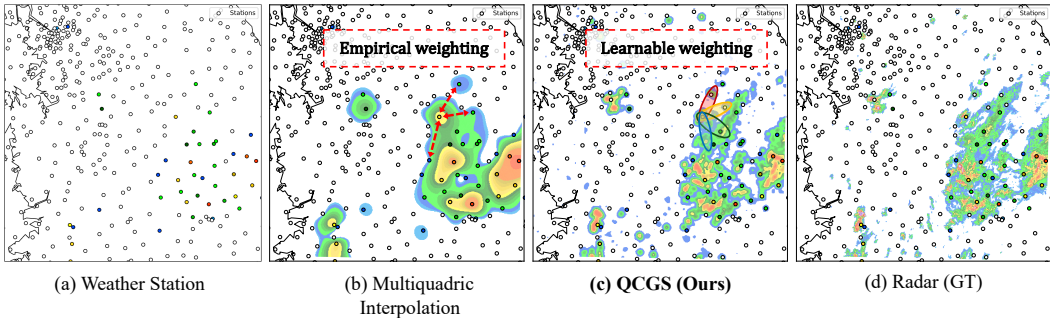 Stations
Stations
Stations
Stations
Empirical weighting
Learnable weighting
(a) Weather Station
(b) Multiquadric
Interpolation
(c) QCGS (Ours)
(d) Radar (GT)